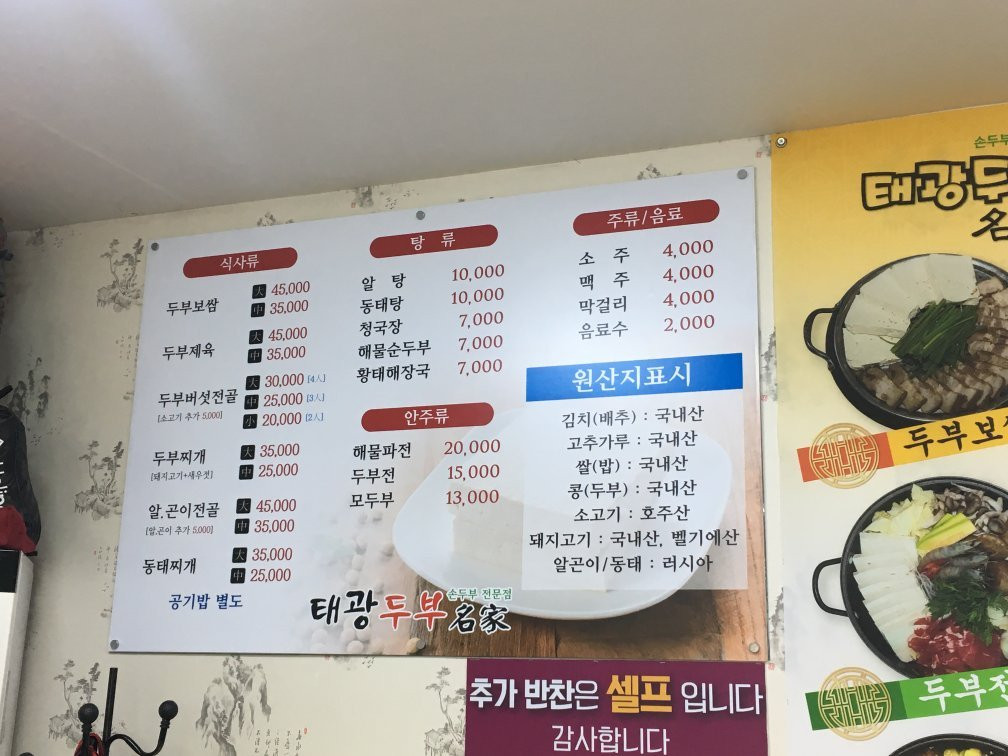 식사류
두부보쌈 大 45,000
中 35,000
두부제육 大 45,000
中 35,000
두부버섯전골 大 30,000 [4人]
[소고기 추가 5,000] 中 25,000 [3人]
小 20,000 [2人]
두부찌개 大 35,000
[돼지고기+새우젓] 中 25,000
알.곤이전골 大 45,000
[알.곤이 추가 5,000] 中 35,000
동태찌개 大 35,000
中 25,000
공기밥 별도
탕 류
알 탕 10,000
동태탕 10,000
청국장 7,000
해물순두부 7,000
황태해장국 7,000
안주류
해물파전 20,000
두부전 15,000
모두부 13,000
주류/음료
소 주 4,000
맥 주 4,000
막걸리 4,000
음료수 2,000
원산지표시
김치(배추) : 국내산
고추가루 : 국내산
쌀(밥) : 국내산
콩(두부) : 국내산
소고기 : 호주산
돼지고기 : 국내산, 벨기에산
알곤이/동태 : 러시아
손두부 전문점
태광두부名家
추가 반찬은 셀프 입니다
감사합니다
손두부
태광두
名
두부보쌈
두부전